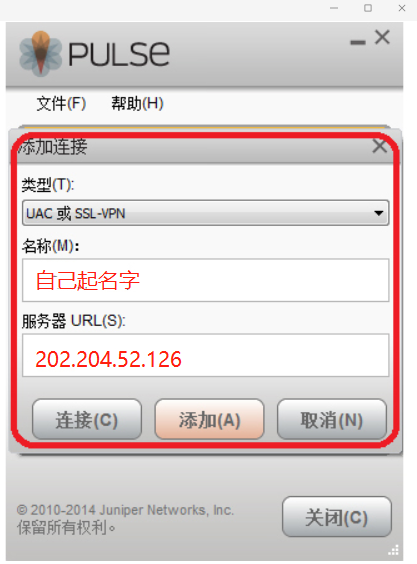 PULSE
文件(F) 帮助(H)
添加连接
类型(T):
UAC 或 SSL-VPN
名称(M):
自己起名字
服务器 URL(S):
202.204.52.126
连接(C) 添加(A) 取消(N)
© 2010-2014 Juniper Networks, Inc.
保留所有权利。
关闭(C)